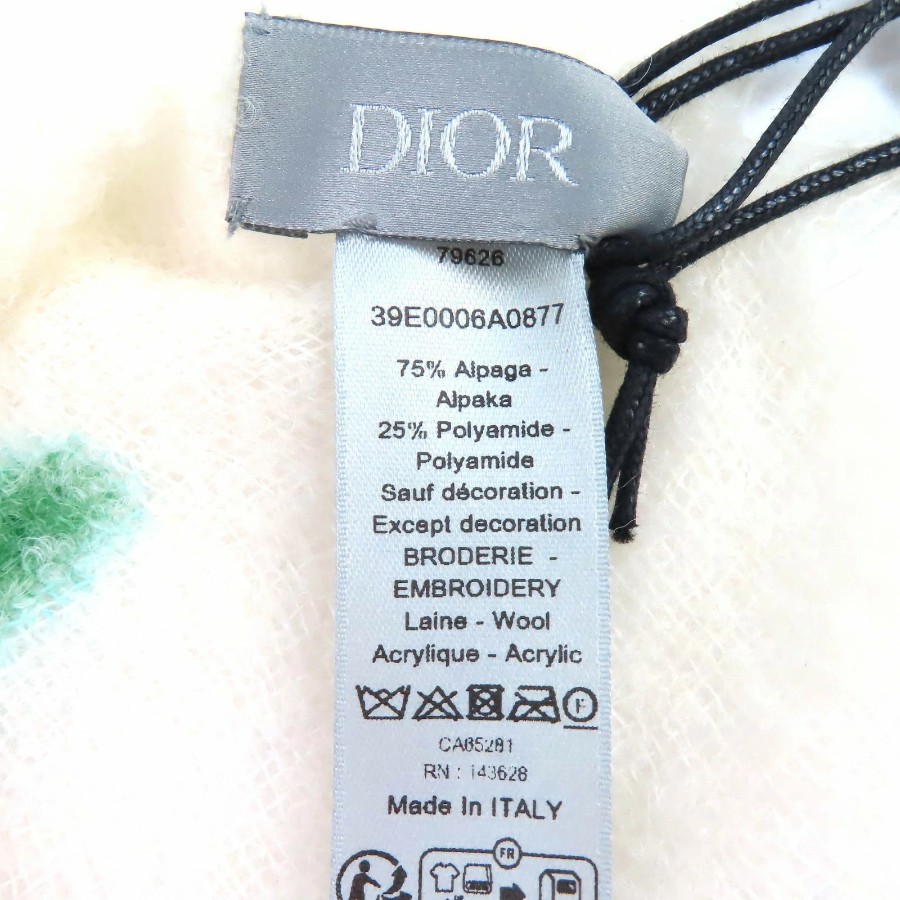 DIOR
79626
39E0006A0877
75% Alpaga -
Alpaka
25% Polyamide -
Polyamide
Sauf décoration -
Except decoration
BRODERIE -
EMBROIDERY
Laine - Wool
Acrylique - Acrylic
F
CA65281
RN : 143628
Made In ITALY
FR